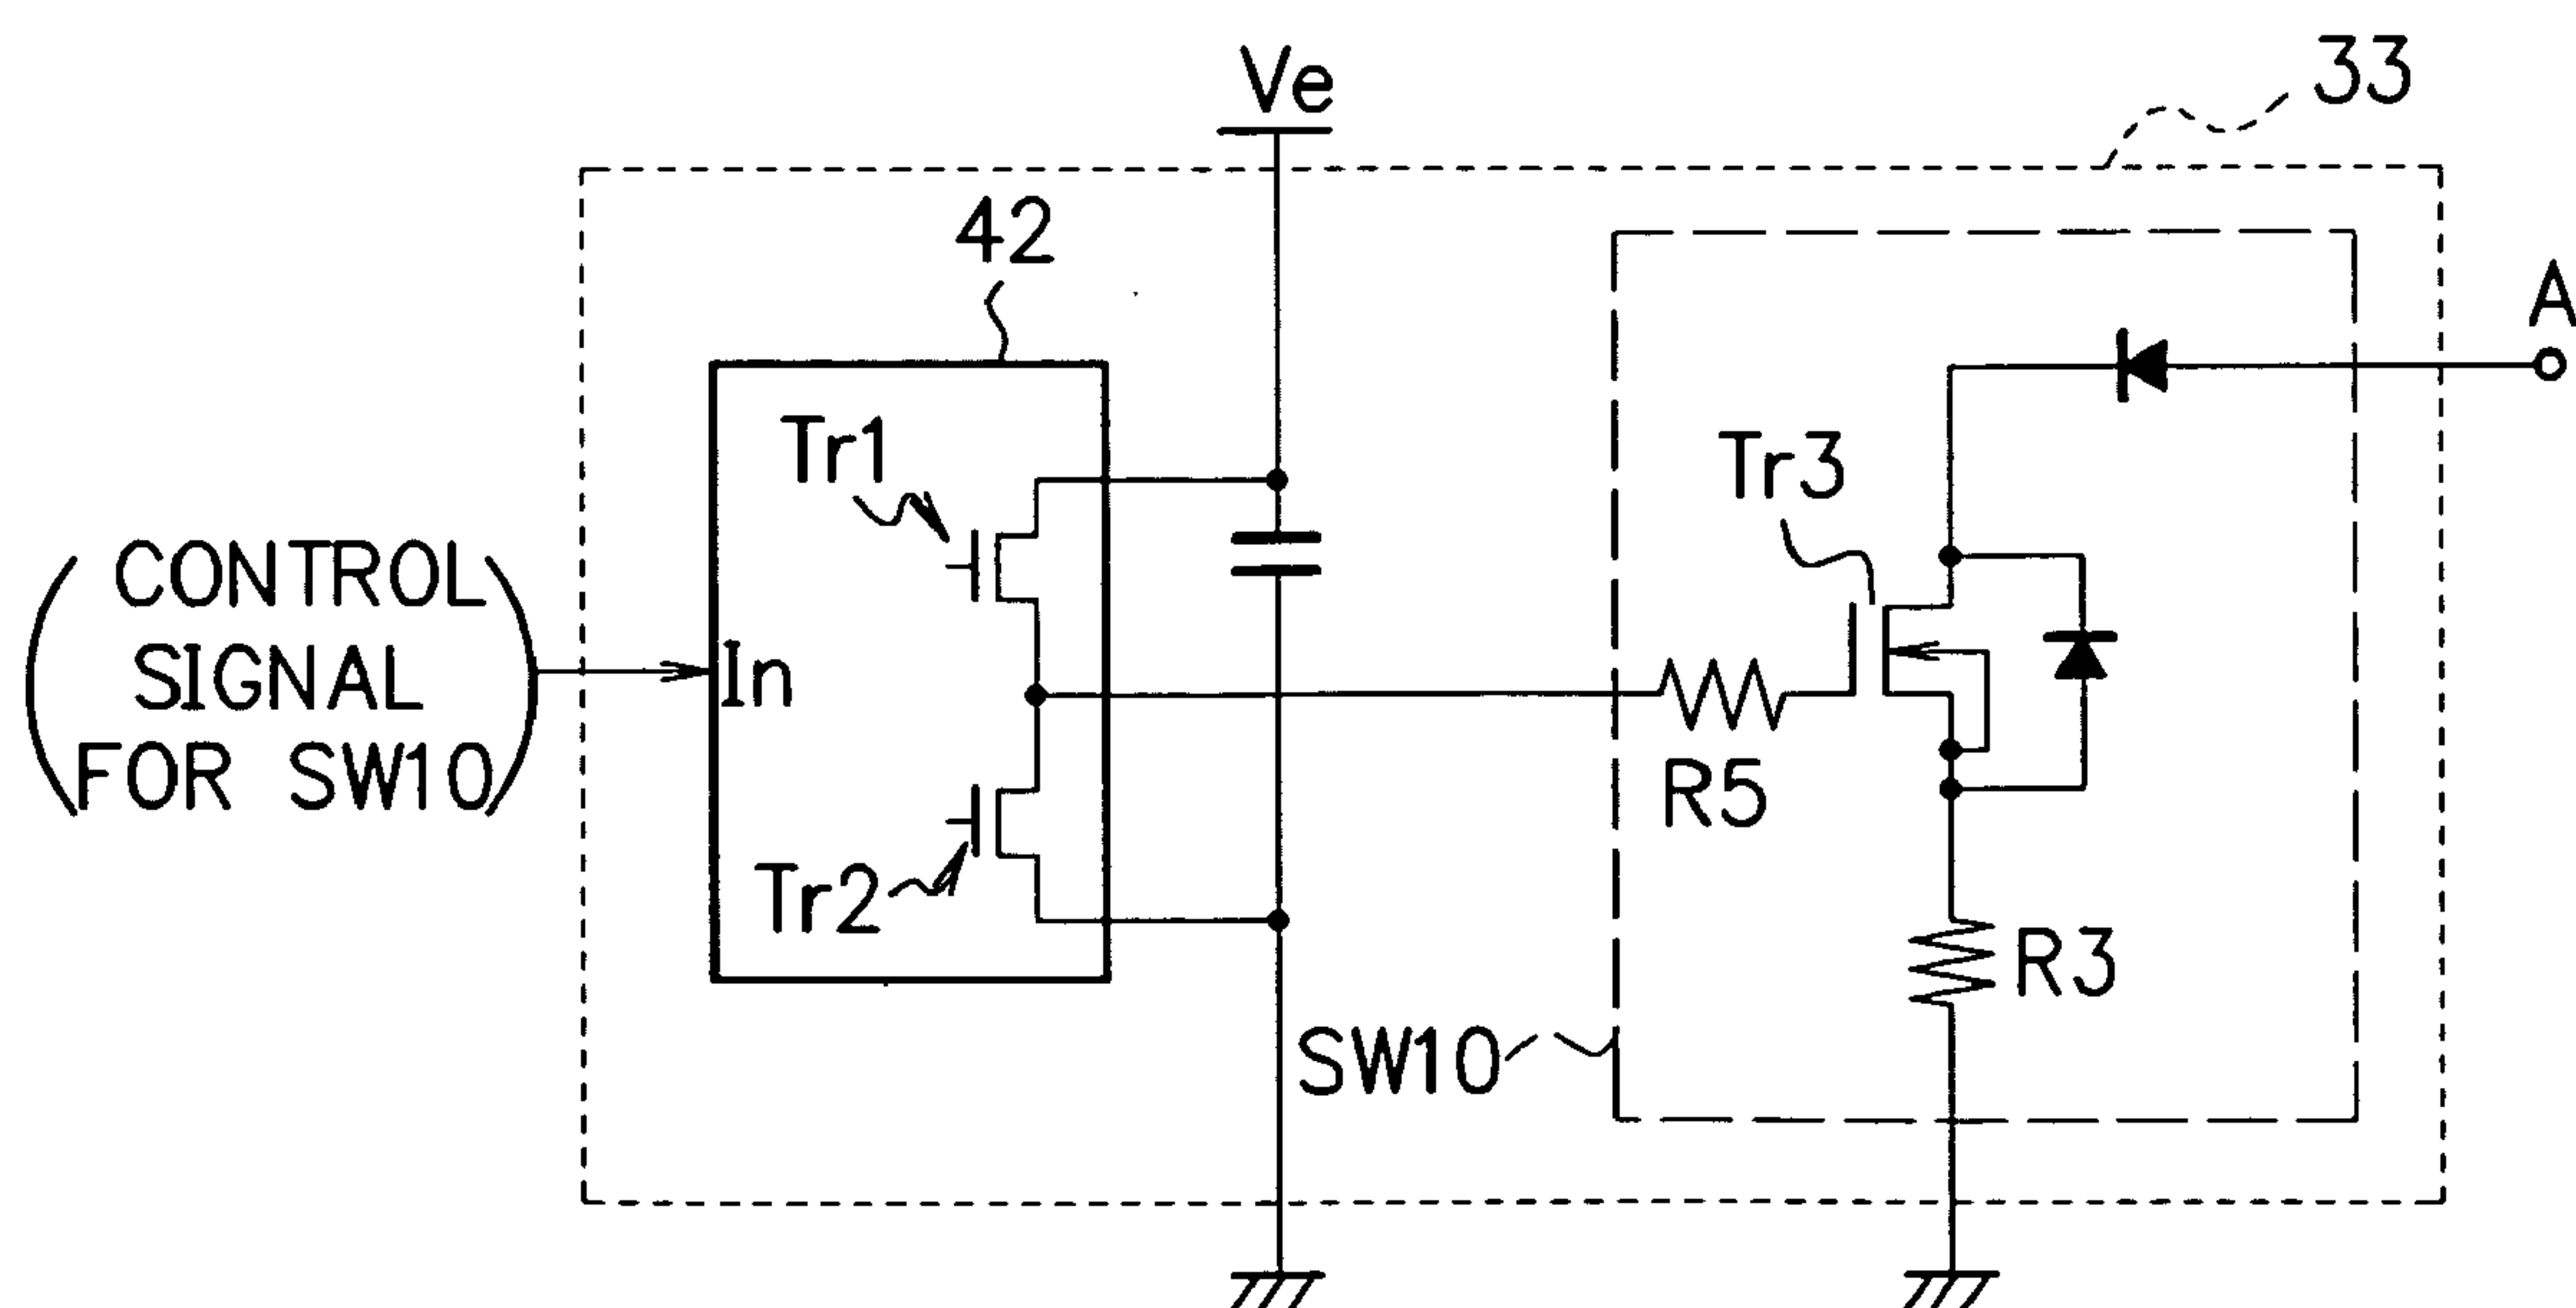 Ve
33
42
A
Tr1
Tr3
( CONTROL
SIGNAL
FOR SW10 )
In
R5
Tr2
R3
SW10